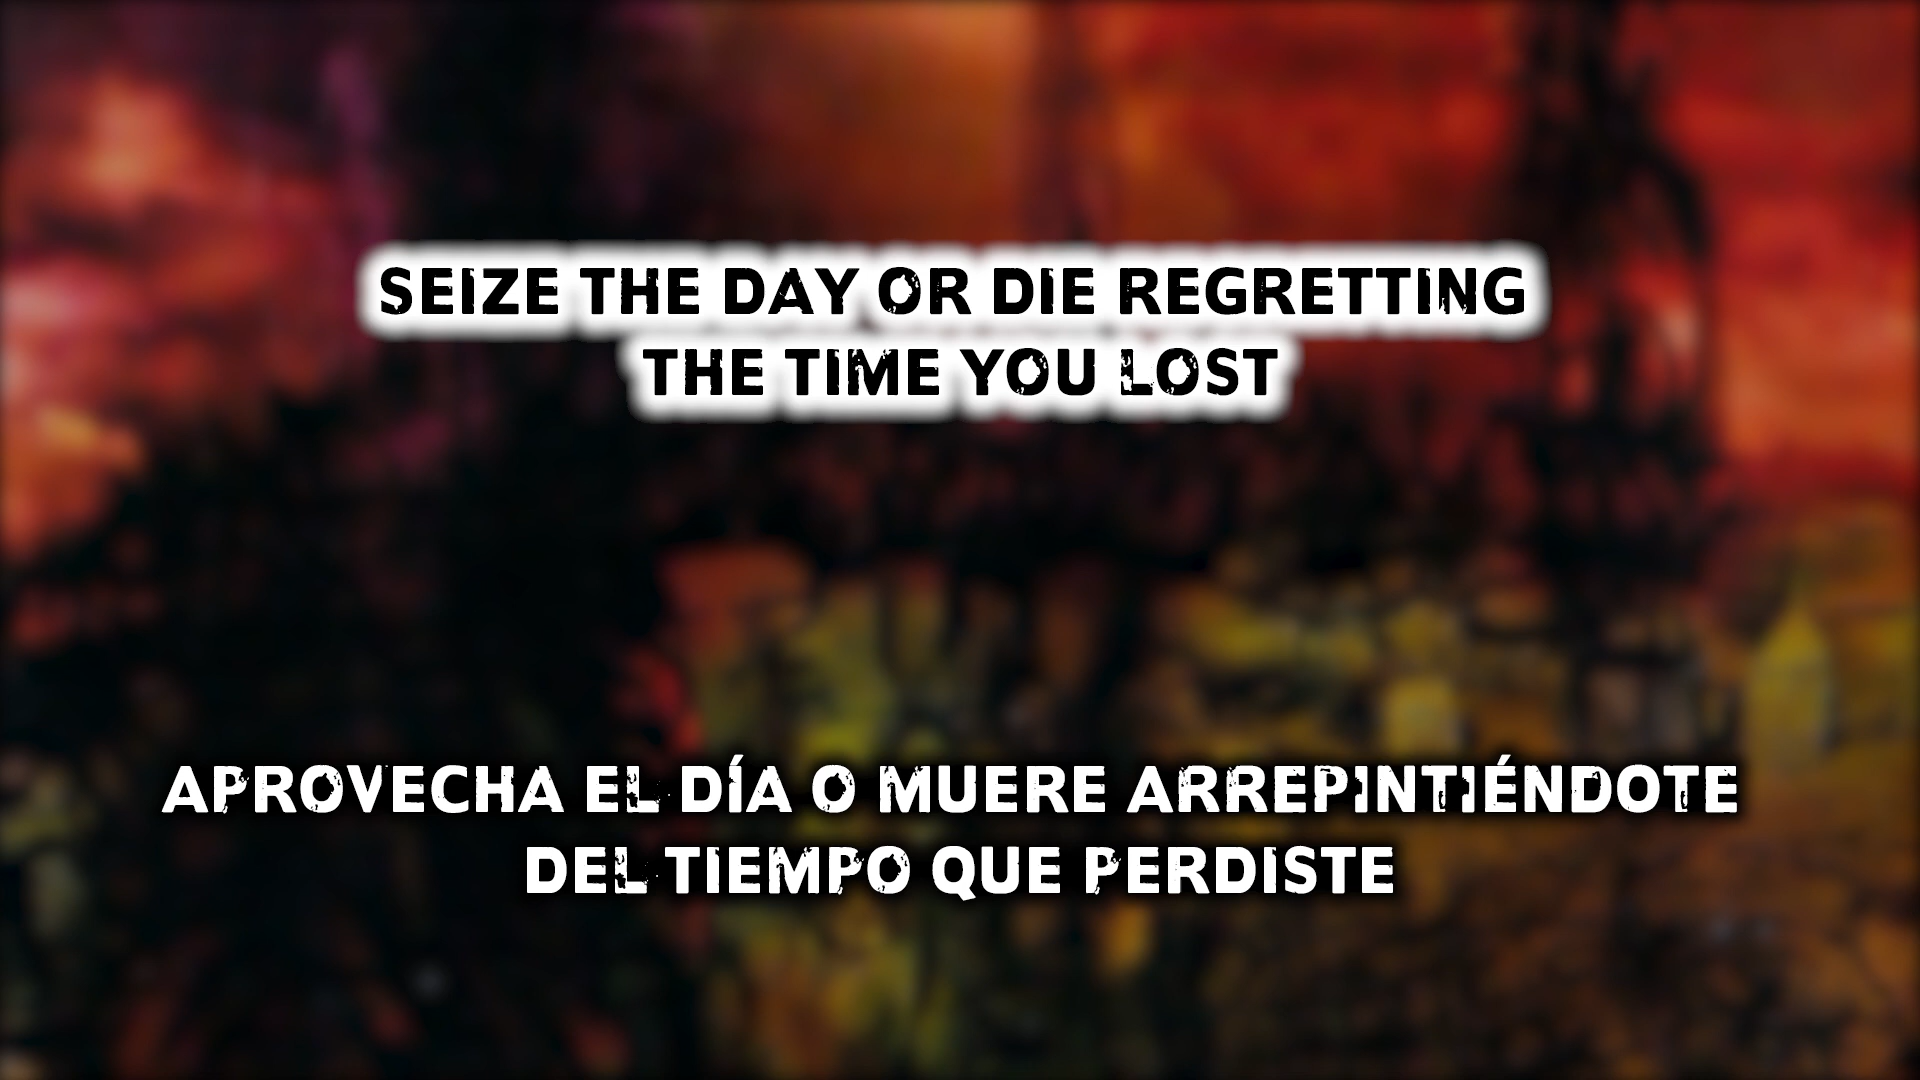 SEIZE THE DAY OR DIE REGRETTING
THE TIME YOU LOST
APROVECHA EL DÍA O MUERE ARREPINTIÉNDOTE
DEL TIEMPO QUE PERDISTE